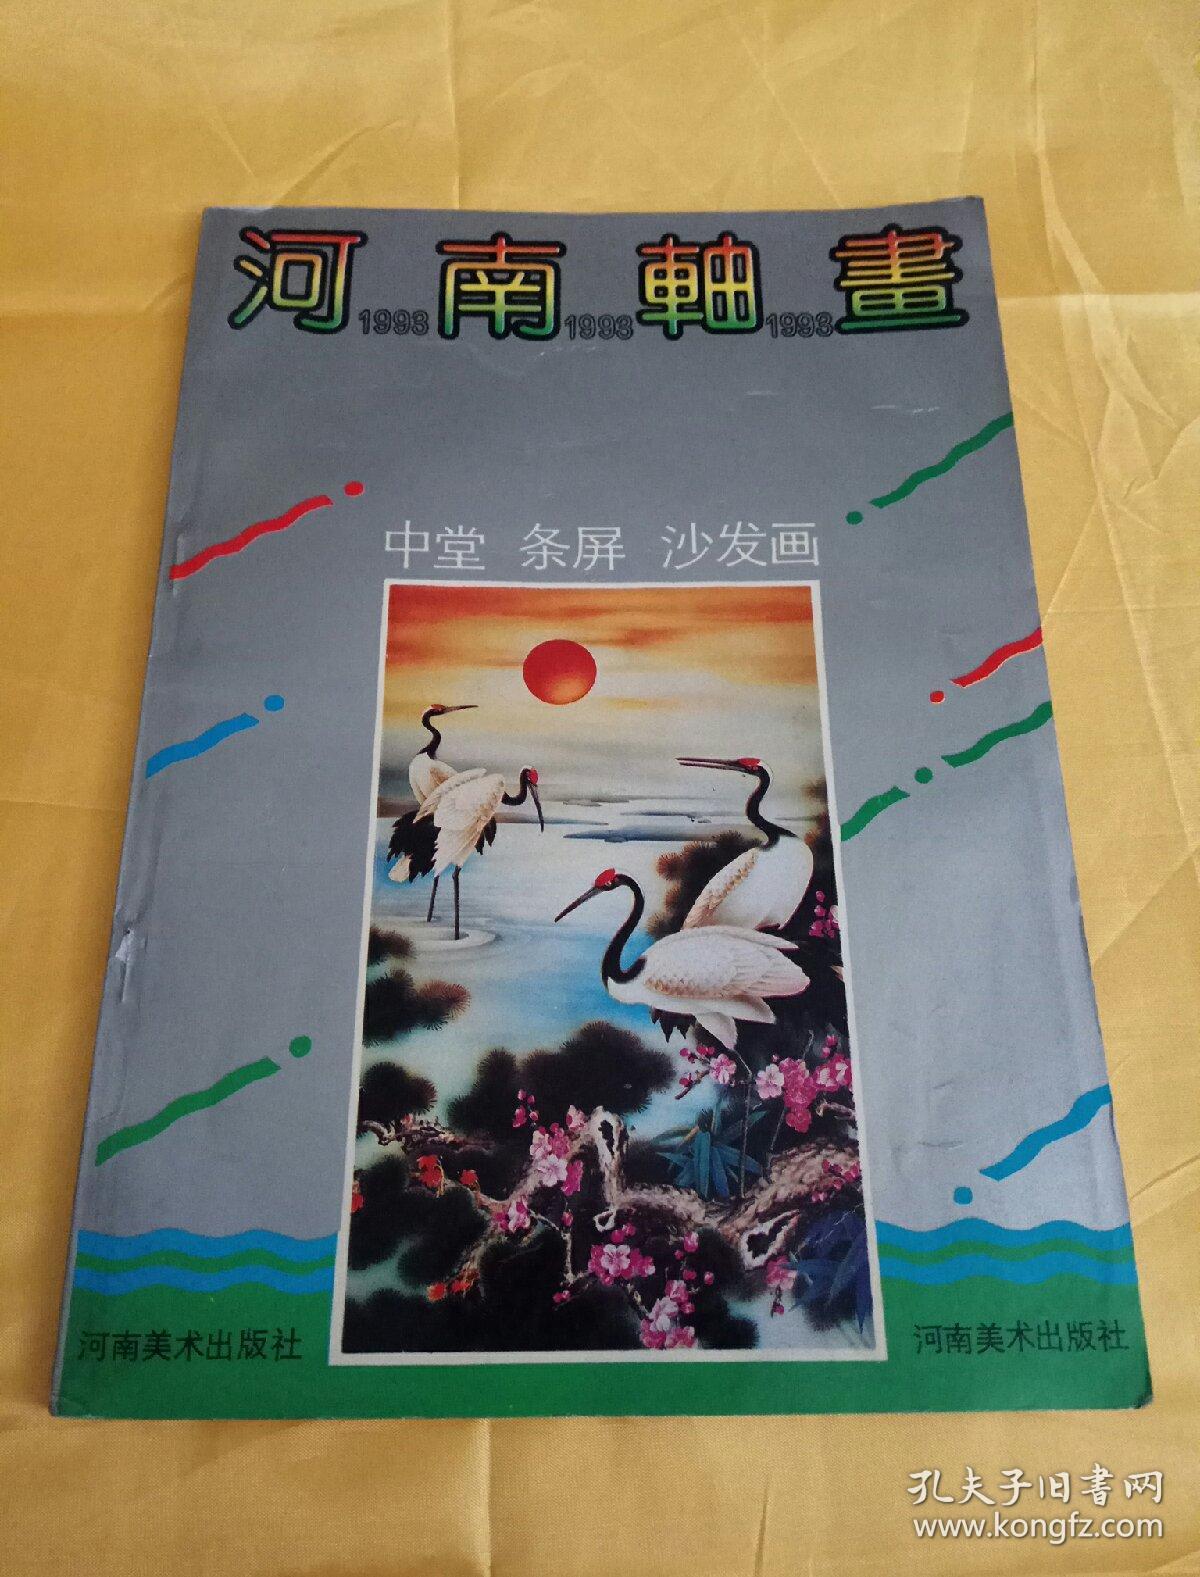 河1993南1993軸1993畫
中堂 条屏 沙发画
河南美术出版社
河南美术出版社
孔夫子旧書网
www.kongfz.com